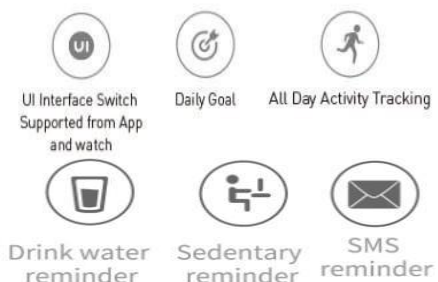 UI
UI Interface Switch
Supported from App
and watch
Daily Goal
All Day Activity Tracking
Drink water
reminder
Sedentary
reminder
SMS
reminder